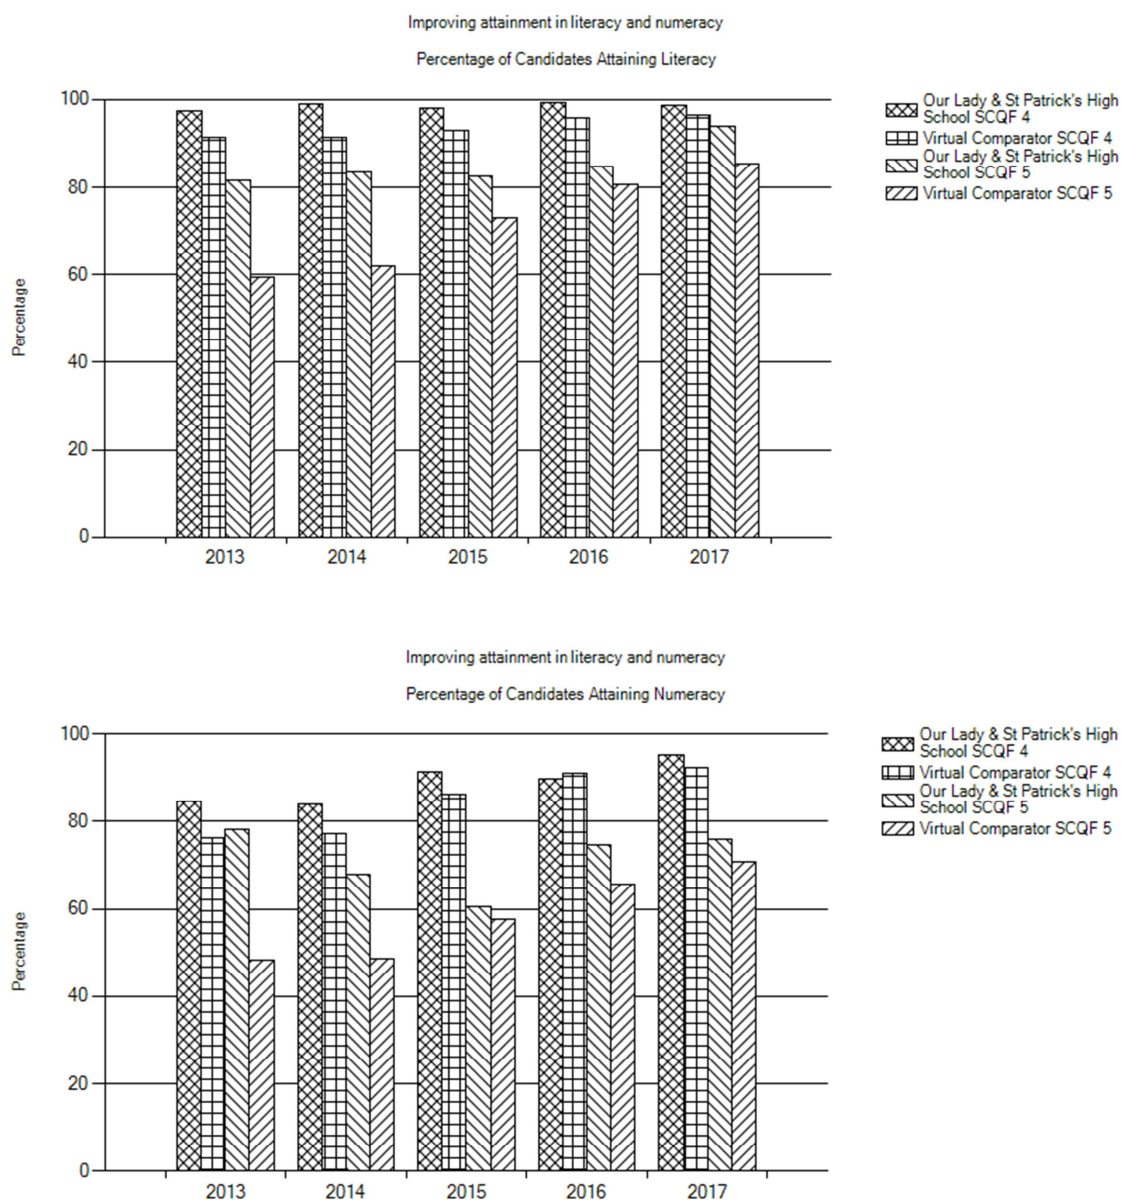 Improving attainment in literacy and numeracy
Percentage of Candidates Attaining Literacy
Percentage
100
80
60
40
20
0
2013
2014
2015
2016
2017
Our Lady & St Patrick's High
School SCQF 4
Virtual Comparator SCQF 4
Our Lady & St Patrick's High
School SCQF 5
Virtual Comparator SCQF 5
Improving attainment in literacy and numeracy
Percentage of Candidates Attaining Numeracy
Percentage
100
80
60
40
20
0
2013
2014
2015
2016
2017
Our Lady & St Patrick's High
School SCQF 4
Virtual Comparator SCQF 4
Our Lady & St Patrick's High
School SCQF 5
Virtual Comparator SCQF 5